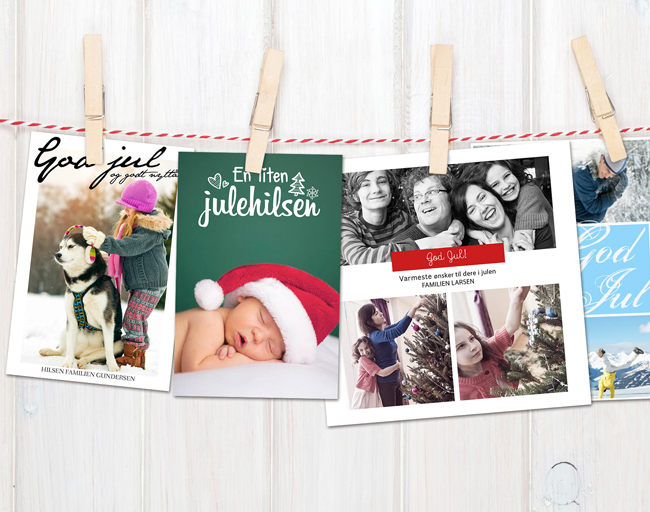 God jul
og godt nyttå
HILSEN FAMILIEN GUNDERSEN
En liten
julehilsen
God Jul!
Varmeste ønsker til dere i julen
FAMILIEN LARSEN
God
Jul